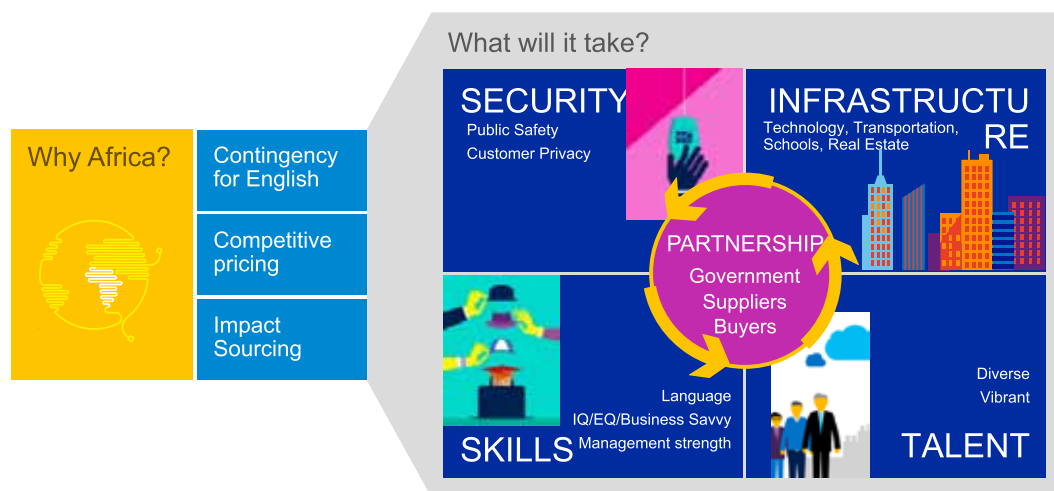 What will it take?
Why Africa?
Contingency
for English
Competitive
pricing
Impact
Sourcing
SECURITY
Public Safety
Customer Privacy
INFRASTRUCTU
RE
Technology, Transportation,
Schools, Real Estate
PARTNERSHIP
Government
Suppliers
Buyers
Language
IQ/EQ/Business Savvy
Management strength
SKILLS
Diverse
Vibrant
TALENT